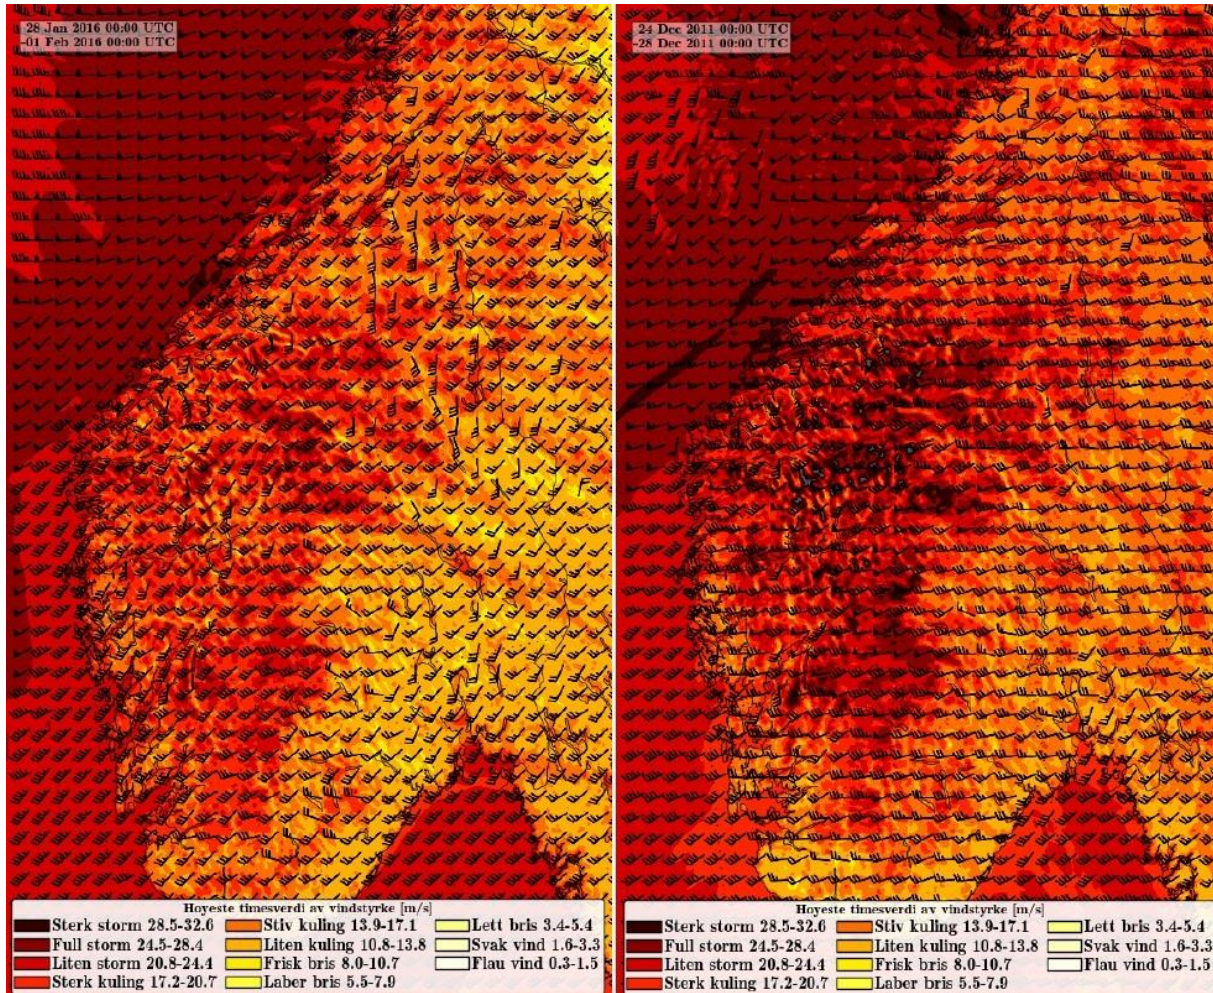 28 Jan 2016 00:00 UTC
-01 Feb 2016 00:00 UTC
Hoyeste timesverdi av vindstyrke [m/s]
Sterk storm 28.5-32.6 Stiv kuling 13.9-17.1 Lett bris 3.4-5.4
Full storm 24.5-28.4 Liten kuling 10.8-13.8 Svak vind 1.6-3.3
Liten storm 20.8-24.4 Frisk bris 8.0-10.7 Flau vind 0.3-1.5
Sterk kuling 17.2-20.7 Laber bris 5.5-7.9
24 Dec 2011 00:00 UTC
-28 Dec 2011 00:00 UTC
Hoyeste timesverdi av vindstyrke [m/s]
Sterk storm 28.5-32.6 Stiv kuling 13.9-17.1 Lett bris 3.4-5.4
Full storm 24.5-28.4 Liten kuling 10.8-13.8 Svak vind 1.6-3.3
Liten storm 20.8-24.4 Frisk bris 8.0-10.7 Flau vind 0.3-1.5
Sterk kuling 17.2-20.7 Laber bris 5.5-7.9